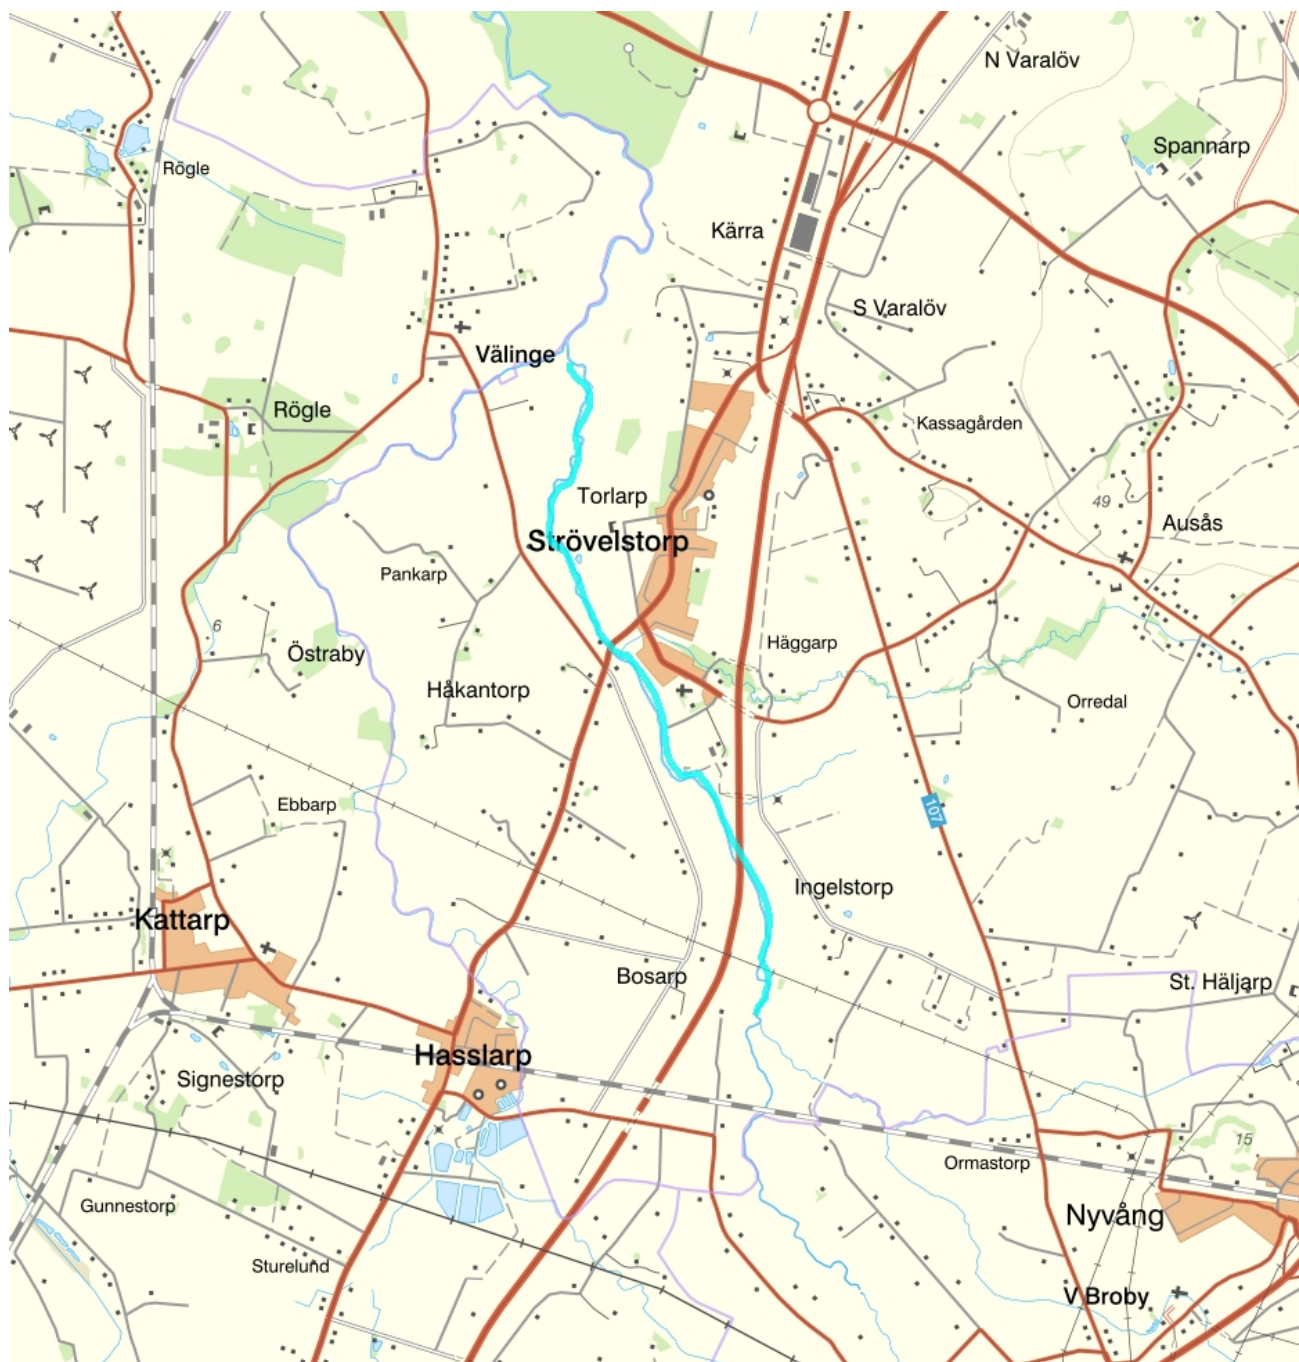 N Varalöv
Spannarp
Rögle
Kärra
S Varalöv
Välinge
Rögle
Kassagården
Torlarp
49
Ausås
Strövelstorp
Pankarp
6
Östraby
Häggarp
Håkantorp
Orredal
Ebbarp
107
Ingelstorp
Kattarp
Bosarp
St. Häljarp
Hasslarp
Signestorp
15
Ormastorp
Gunnestorp
Nyvång
Sturelund
V Broby